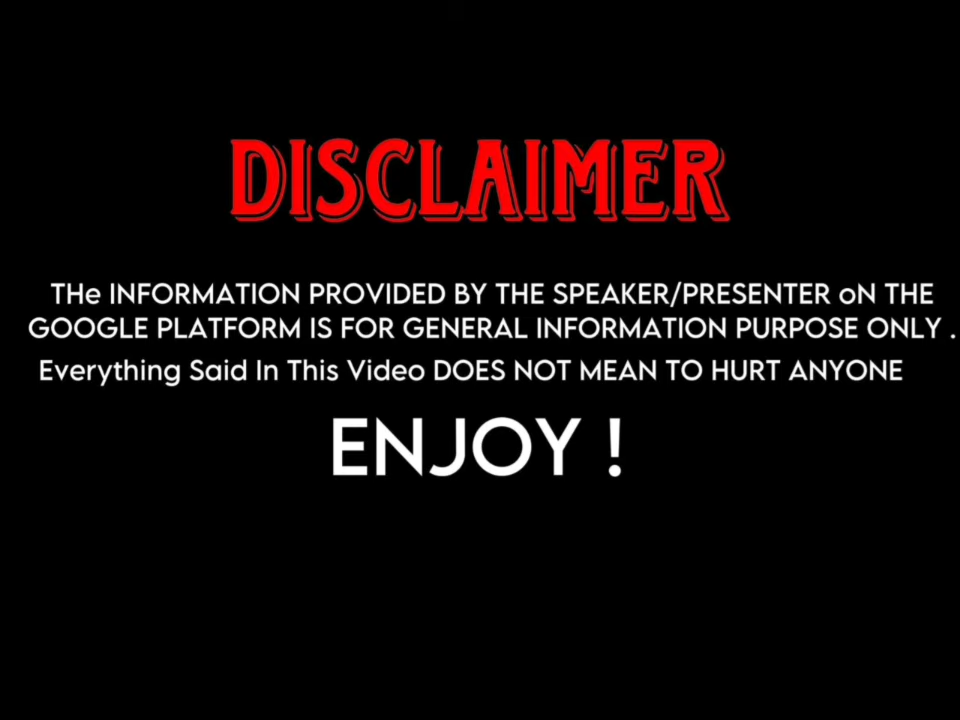 DISCLAIMER
THe INFORMATION PROVIDED BY THE SPEAKER/PRESENTER oN THE
GOOGLE PLATFORM IS FOR GENERAL INFORMATION PURPOSE ONLY .
Everything Said In This Video DOES NOT MEAN TO HURT ANYONE
ENJOY !